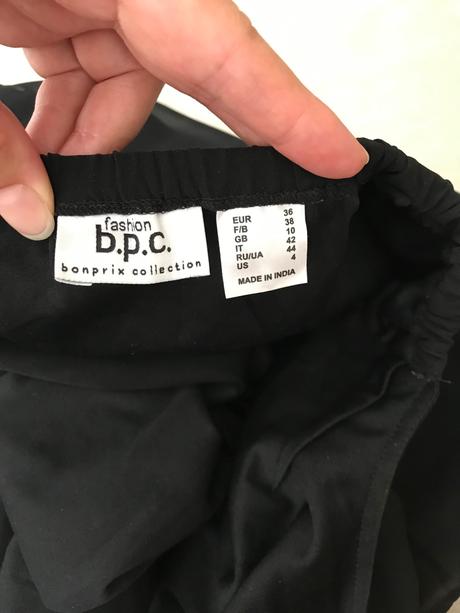 fashion
b.p.c.
bonprix collection
EUR 36
F/B 38
GB 10
IT 42
RU/UA 44
US 4
MADE IN INDIA